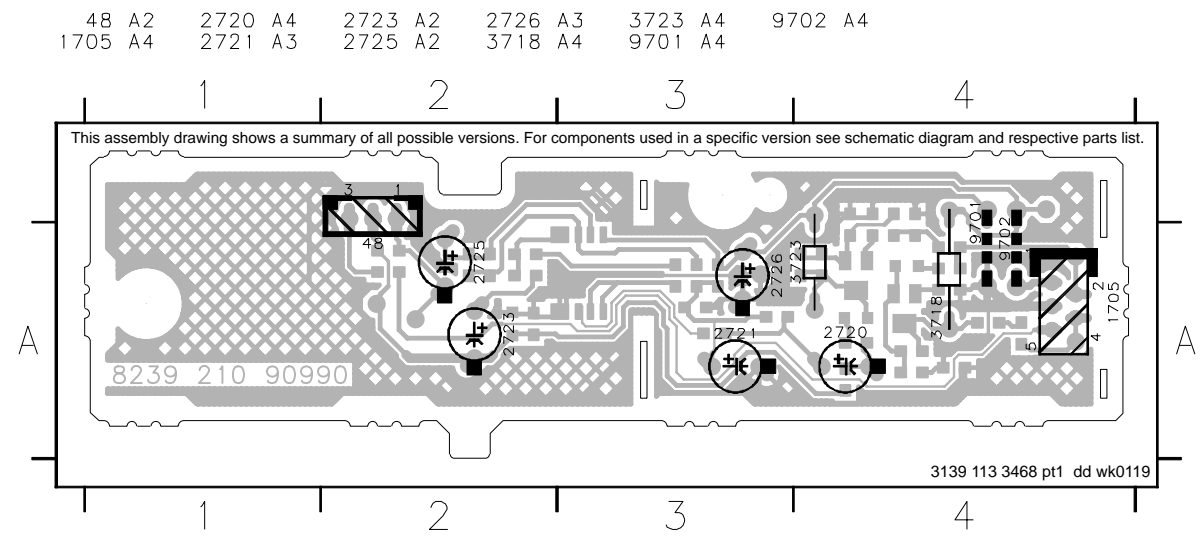 48 A2 2720 A4 2723 A2 2726 A3 3723 A4 9702 A4
1705 A4 2721 A3 2725 A2 3718 A4 9701 A4
1 2 3 4
This assembly drawing shows a summary of all possible versions. For components used in a specific version see schematic diagram and respective parts list.
3 1
48
2725
2723
2726
3723
9701
9702
1
2
1705
3718
2721
2720
5
4
A A
8239 210 90990
3139 113 3468 pt1 dd wk0119
1 2 3 4